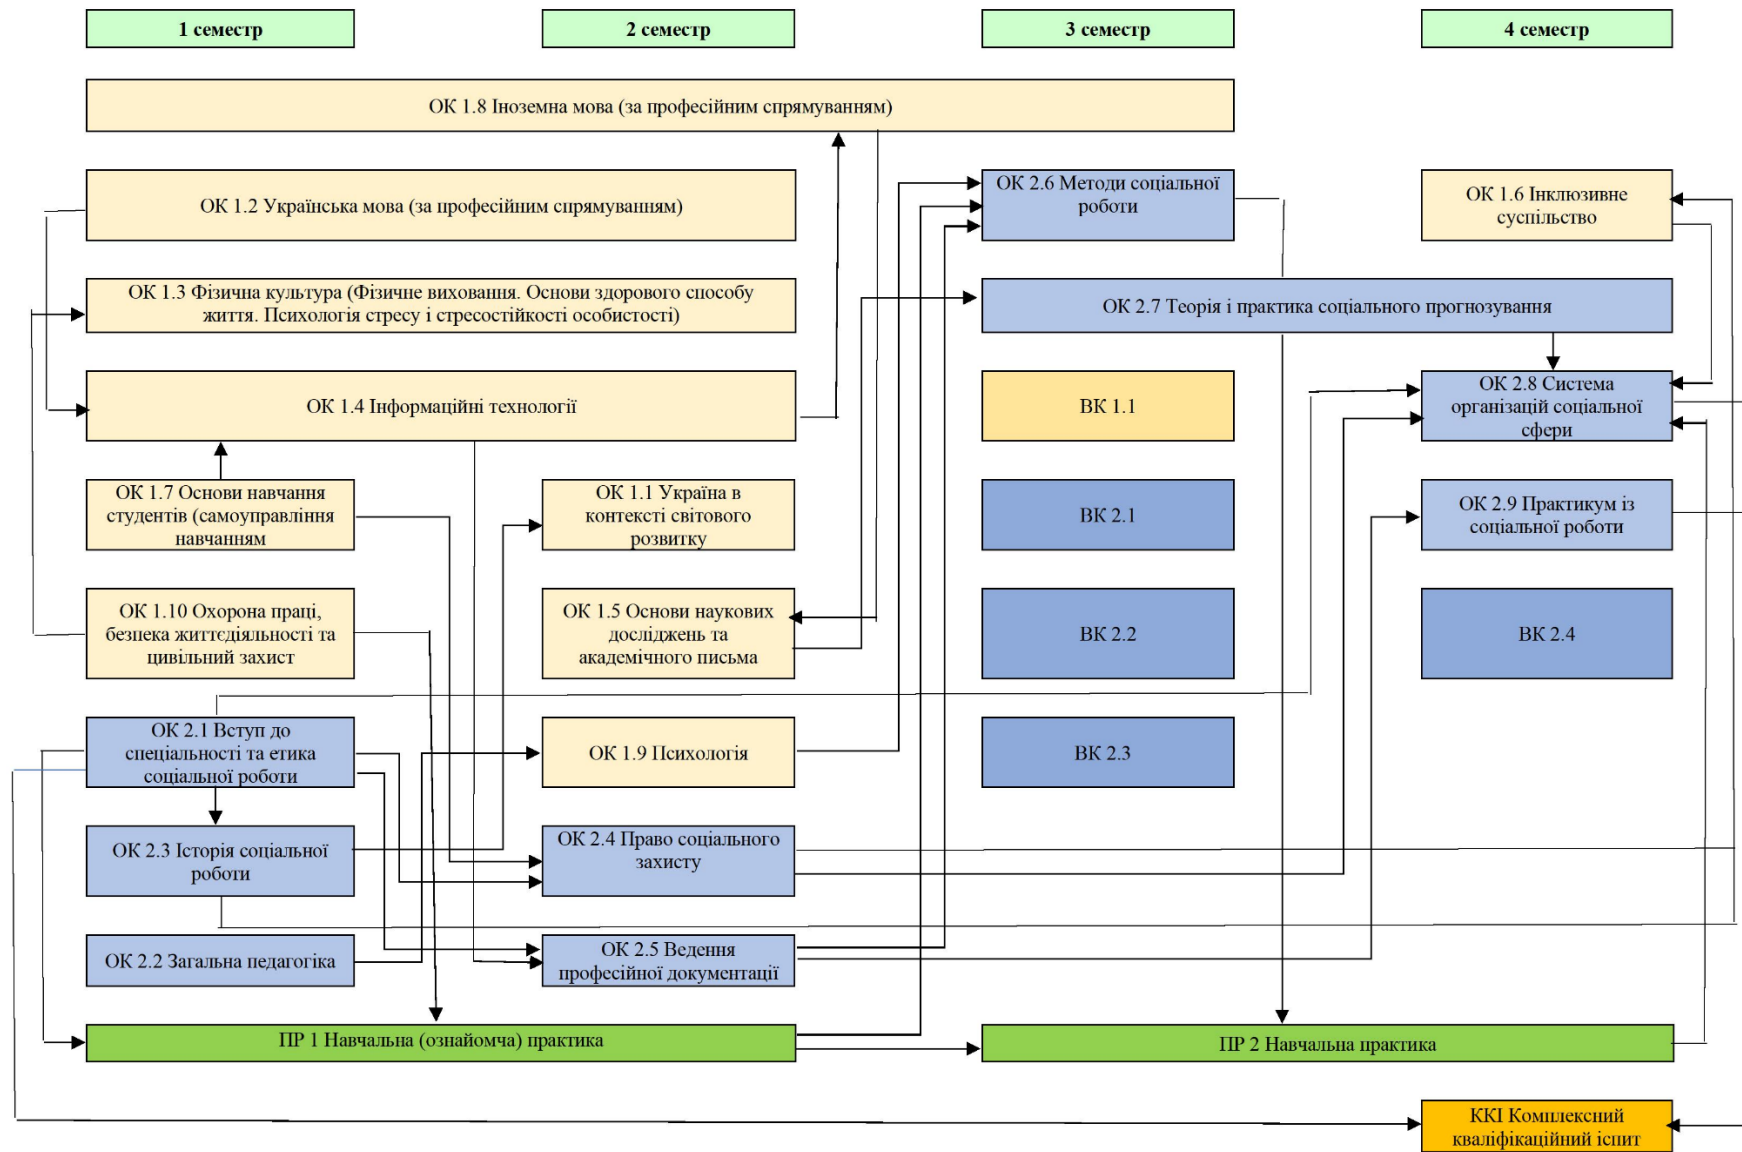 1 семестр
2 семестр
3 семестр
4 семестр
ОК 1.8 Іноземна мова (за професійним спрямуванням)
ОК 1.2 Українська мова (за професійним спрямуванням)
ОК 2.6 Методи соціальної
роботи
ОК 1.6 Інклюзивне
суспільство
ОК 1.3 Фізична культура (Фізичне виховання. Основи здорового способу
життя. Психологія стресу і стресостійкості особистості)
ОК 2.7 Теорія і практика соціального прогнозування
ОК 1.4 Інформаційні технології
ВК 1.1
ОК 2.8 Система
організацій соціальної
сфери
ОК 1.7 Основи навчання
студентів (самоуправління
навчанням
ОК 1.1 Україна в
контексті світового
розвитку
ВК 2.1
ОК 2.9 Практикум із
соціальної роботи
ОК 1.10 Охорона праці,
безпека життєдіяльності та
цивільний захист
ОК 1.5 Основи наукових
досліджень та
академічного письма
ВК 2.2
ВК 2.4
ОК 2.1 Вступ до
спеціальності та етика
соціальної роботи
ОК 1.9 Психологія
ВК 2.3
ОК 2.3 Історія соціальної
роботи
ОК 2.4 Право соціального
захисту
ОК 2.2 Загальна педагогіка
ОК 2.5 Ведення
професійної документації
ПР 1 Навчальна (ознайомча) практика
ПР 2 Навчальна практика
ККІ Комплексний
кваліфікаційний іспит